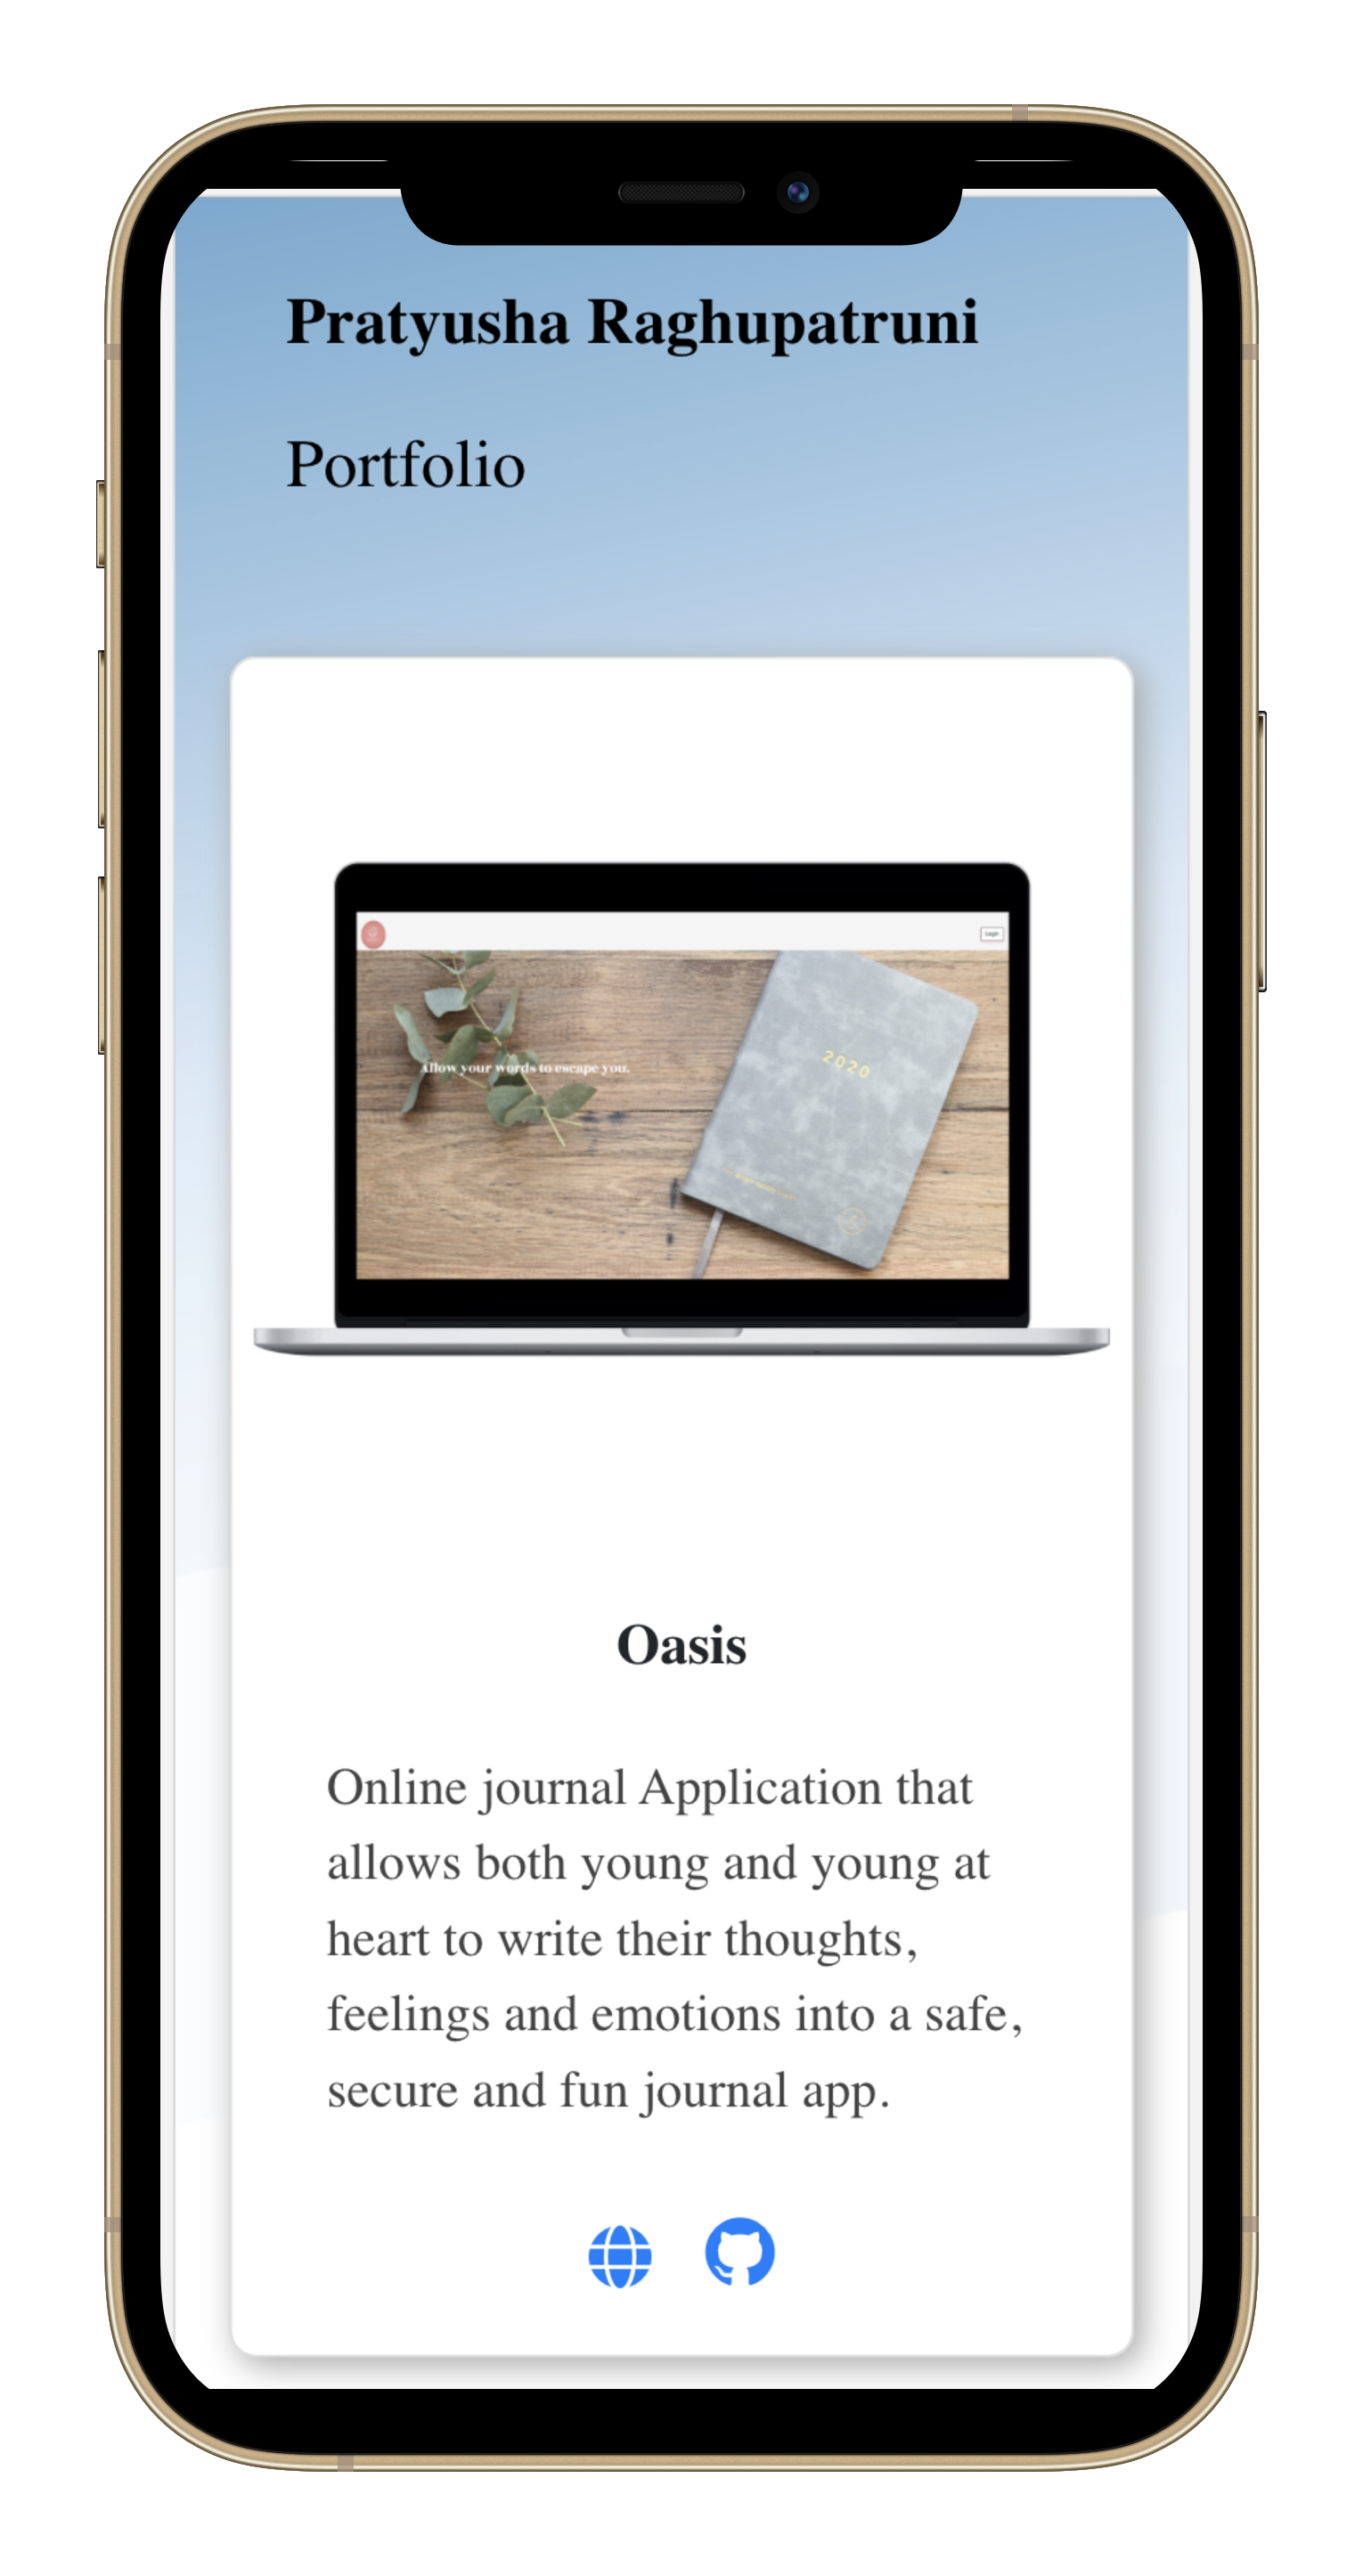 Pratyusha Raghupatruni
Portfolio
Login
Allow your words to escape you.
2020
Oasis
Online journal Application that
allows both young and young at
heart to write their thoughts,
feelings and emotions into a safe,
secure and fun journal app.